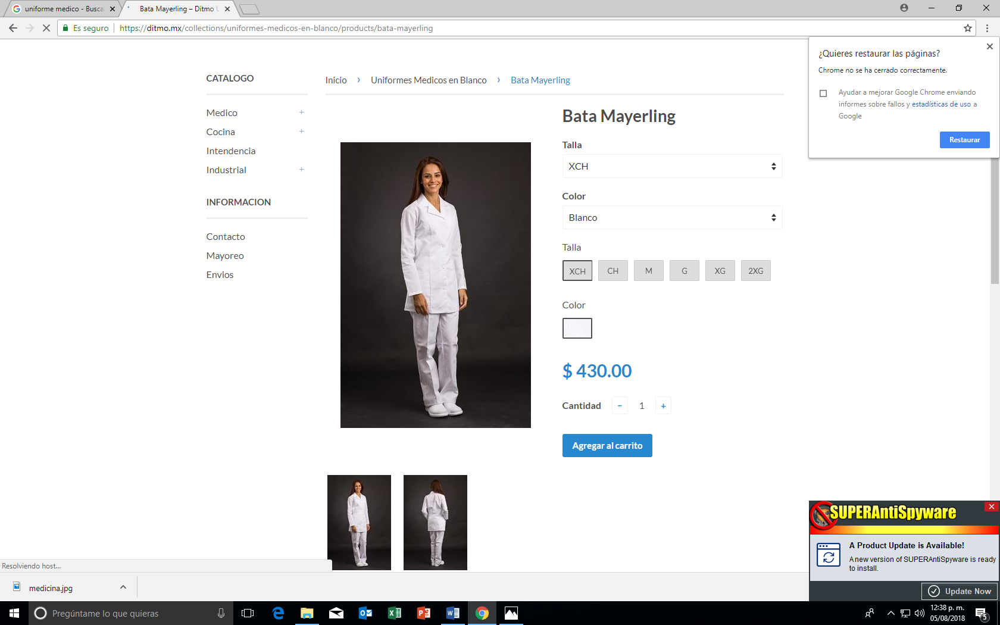 uniforme medico - Busca
Bata Mayerling – Ditmo U
Es seguro
https://ditmo.mx/collections/uniformes-medicos-en-blanco/products/bata-mayerling
¿Quieres restaurar las páginas?
Chrome no se ha cerrado correctamente.
Ayudar a mejorar Google Chrome enviando
informes sobre fallos y estadísticas de uso a
Google
Restaurar
CATALOGO
Medico +
Cocina +
Intendencia
Industrial +
INFORMACION
Contacto
Mayoreo
Envios
Inicio › Uniformes Medicos en Blanco › Bata Mayerling
Bata Mayerling
Talla
XCH
Color
Blanco
Talla
XCH CH M G XG 2XG
Color
$ 430.00
Cantidad - 1 +
Agregar al carrito
SUPERAntiSpyware
A Product Update is Available!
A new version of SUPERAntiSpyware is ready
to install.
Update Now
Resolviendo host...
medicina.jpg
Pregúntame lo que quieras
12:38 p. m.
05/08/2018
5